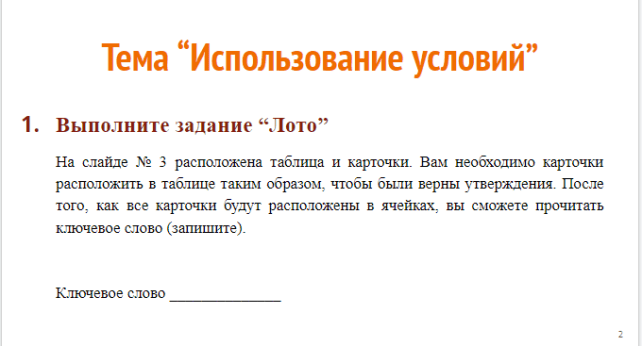 Тема “Использование условий”
1. Выполните задание “Лото”
На слайде № 3 расположена таблица и карточки. Вам необходимо карточки
расположить в таблице таким образом, чтобы были верны утверждения. После
того, как все карточки будут расположены в ячейках, вы сможете прочитать
ключевое слово (запишите).
Ключевое слово _______________
2